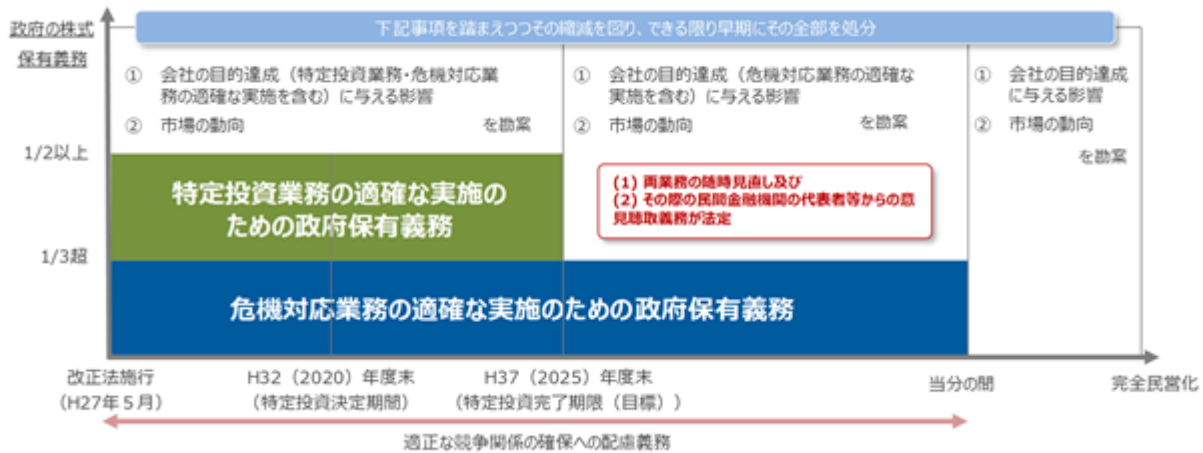 政府の株式
保有義務
下記事項を踏まえつつその縮減を図り、できる限り早期にその全部を処分
① 会社の目的達成（特定投資業務・危機対応業
務の適確な実施を含む）に与える影響
② 市場の動向 を勘案
① 会社の目的達成（危機対応業務の適確な
実施を含む）に与える影響
② 市場の動向 を勘案
① 会社の目的達成
に与える影響
② 市場の動向
を勘案
1/2以上
特定投資業務の適確な実施の
ための政府保有義務
(1) 両業務の随時見直し及び
(2) その際の民間金融機関の代表者等からの意
見聴取義務が法定
1/3超
危機対応業務の適確な実施のための政府保有義務
改正法施行
（H27年５月）
H32（2020）年度末
（特定投資決定期間）
H37（2025）年度末
（特定投資完了期限（目標））
当分の間
完全民営化
適正な競争関係の確保への配慮義務